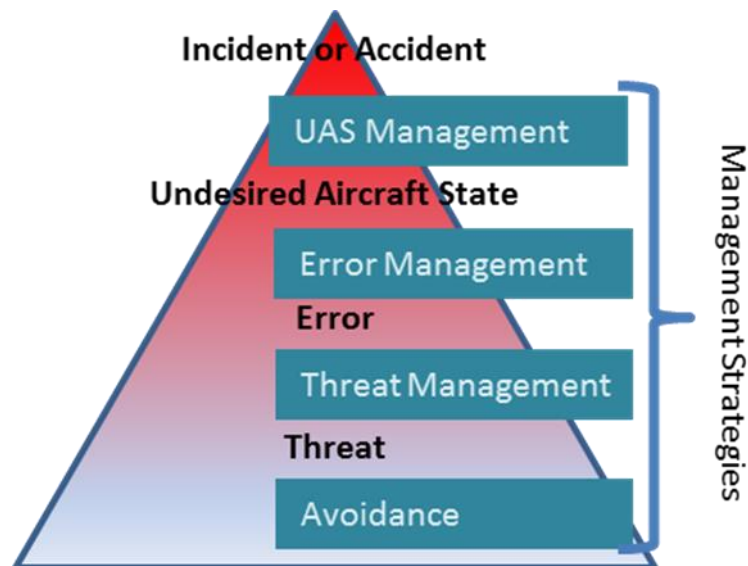 Incident or Accident
UAS Management
Undesired Aircraft State
Error Management
Error
Threat Management
Threat
Avoidance
Management Strategies